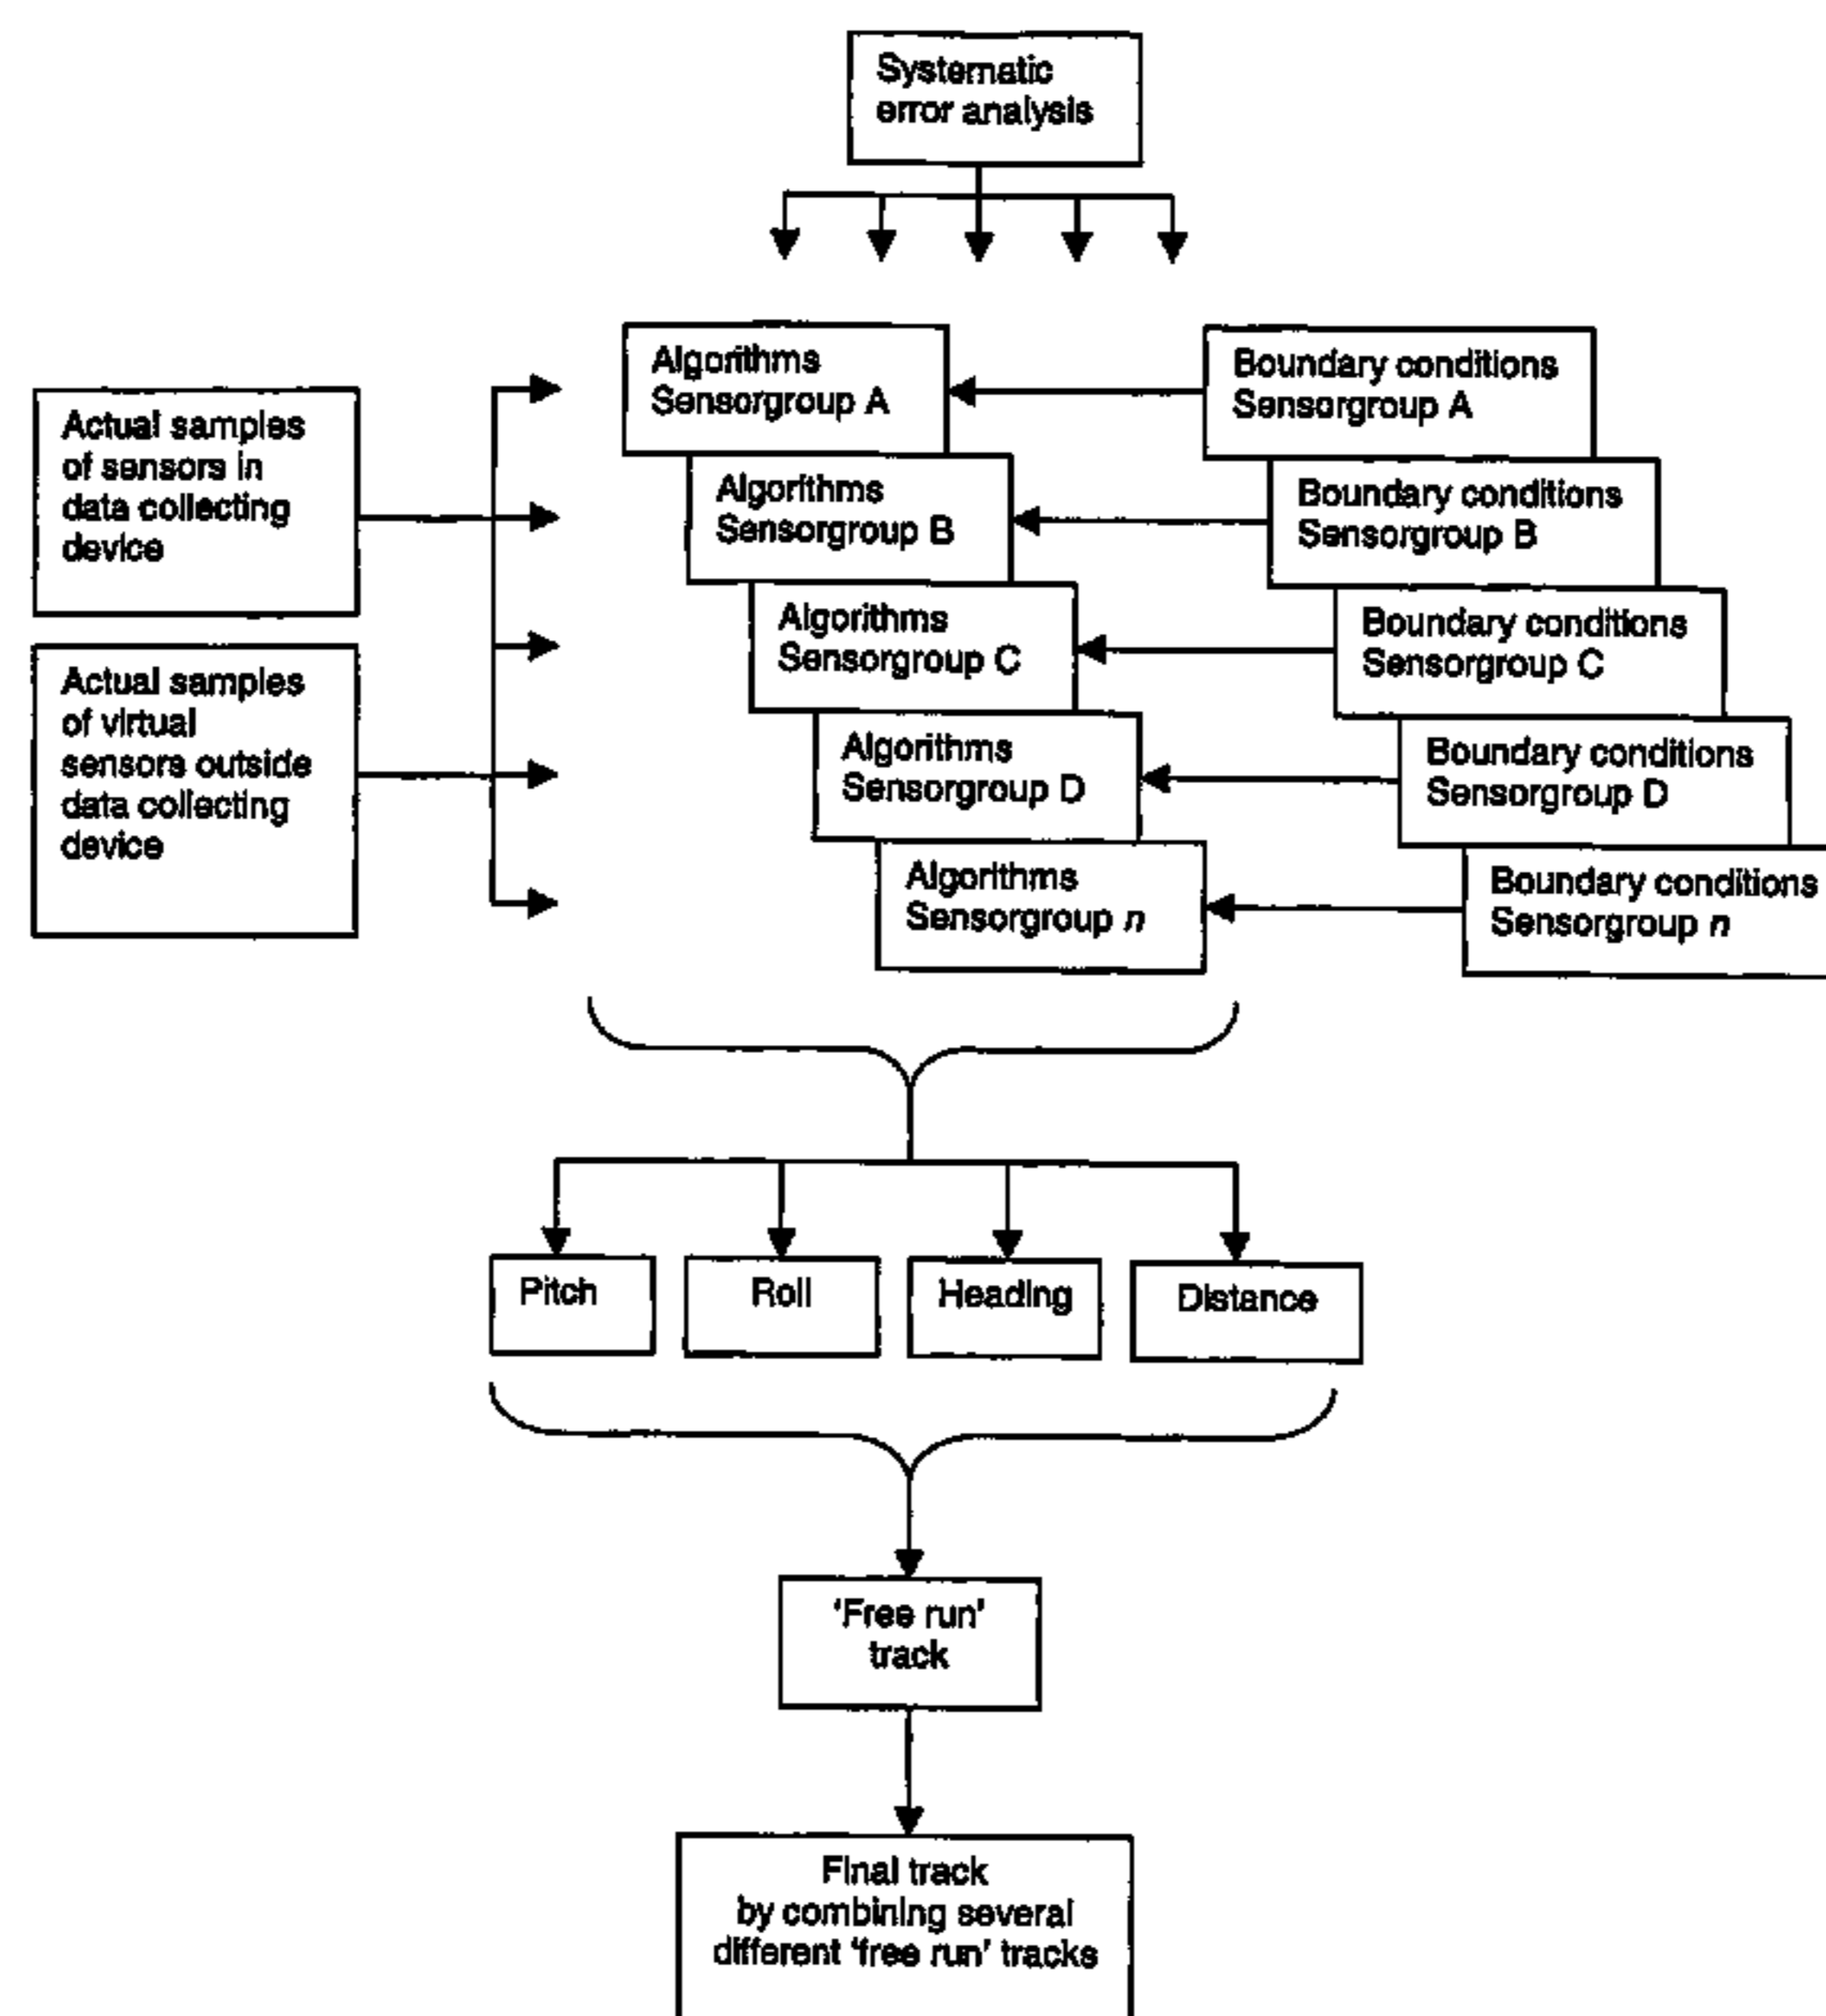 Systematic
error analysis
Algorithms
Sensorgroup A
Boundary conditions
Sensorgroup A
Actual samples
of sensors in
data collecting
device
Algorithms
Sensorgroup B
Boundary conditions
Sensorgroup B
Algorithms
Sensorgroup C
Boundary conditions
Sensorgroup C
Actual samples
of virtual
sensors outside
data collecting
device
Algorithms
Sensorgroup D
Boundary conditions
Sensorgroup D
Algorithms
Sensorgroup n
Boundary conditions
Sensorgroup n
Pitch
Roll
Heading
Distance
'Free run'
track
Final track
by combining several
different 'free run' tracks